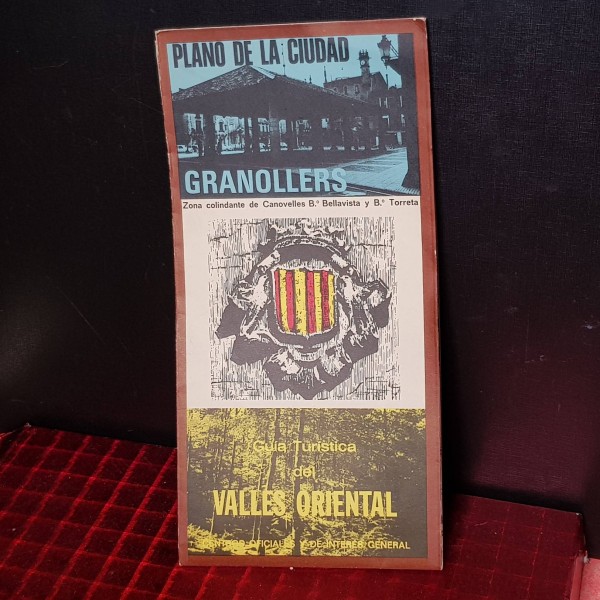 PLANO DE LA CIUDAD
GRANOLLERS
Zona colindante de Canovelles B.º Bellavista y B.º Torreta
Guia Turistica
del
VALLES ORIENTAL
CENTROS OFICIALES Y DE INTERES GENERAL